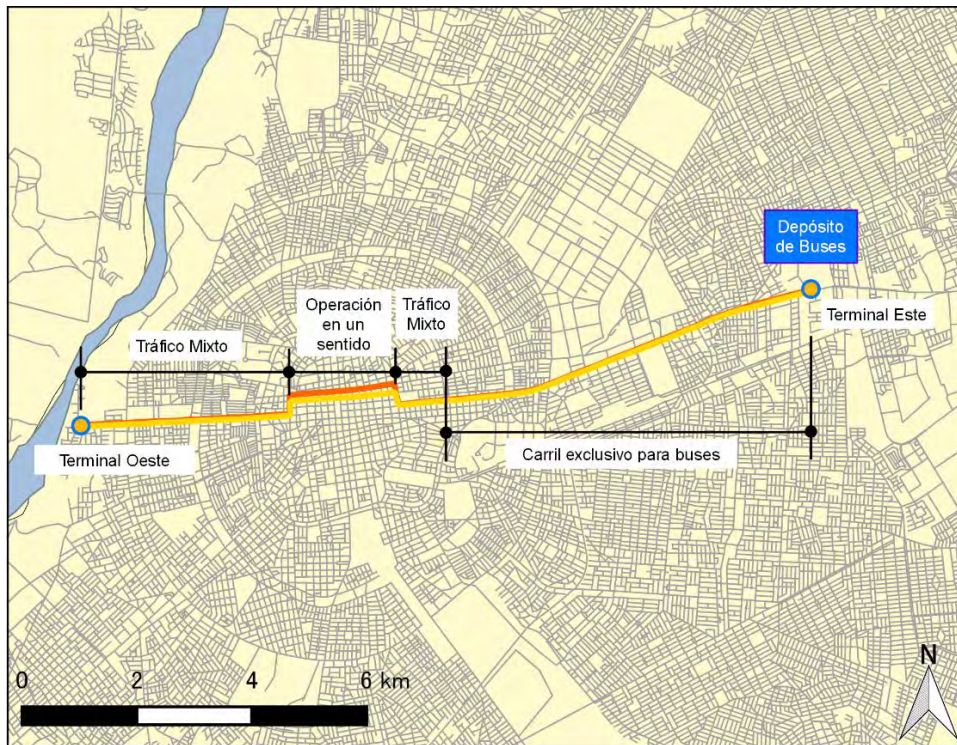 Depósito
de Buses
Operación
en un
sentido
Tráfico
Mixto
Terminal Este
Tráfico Mixto
Terminal Oeste
Carril exclusivo para buses
0 2 4 6 km
N